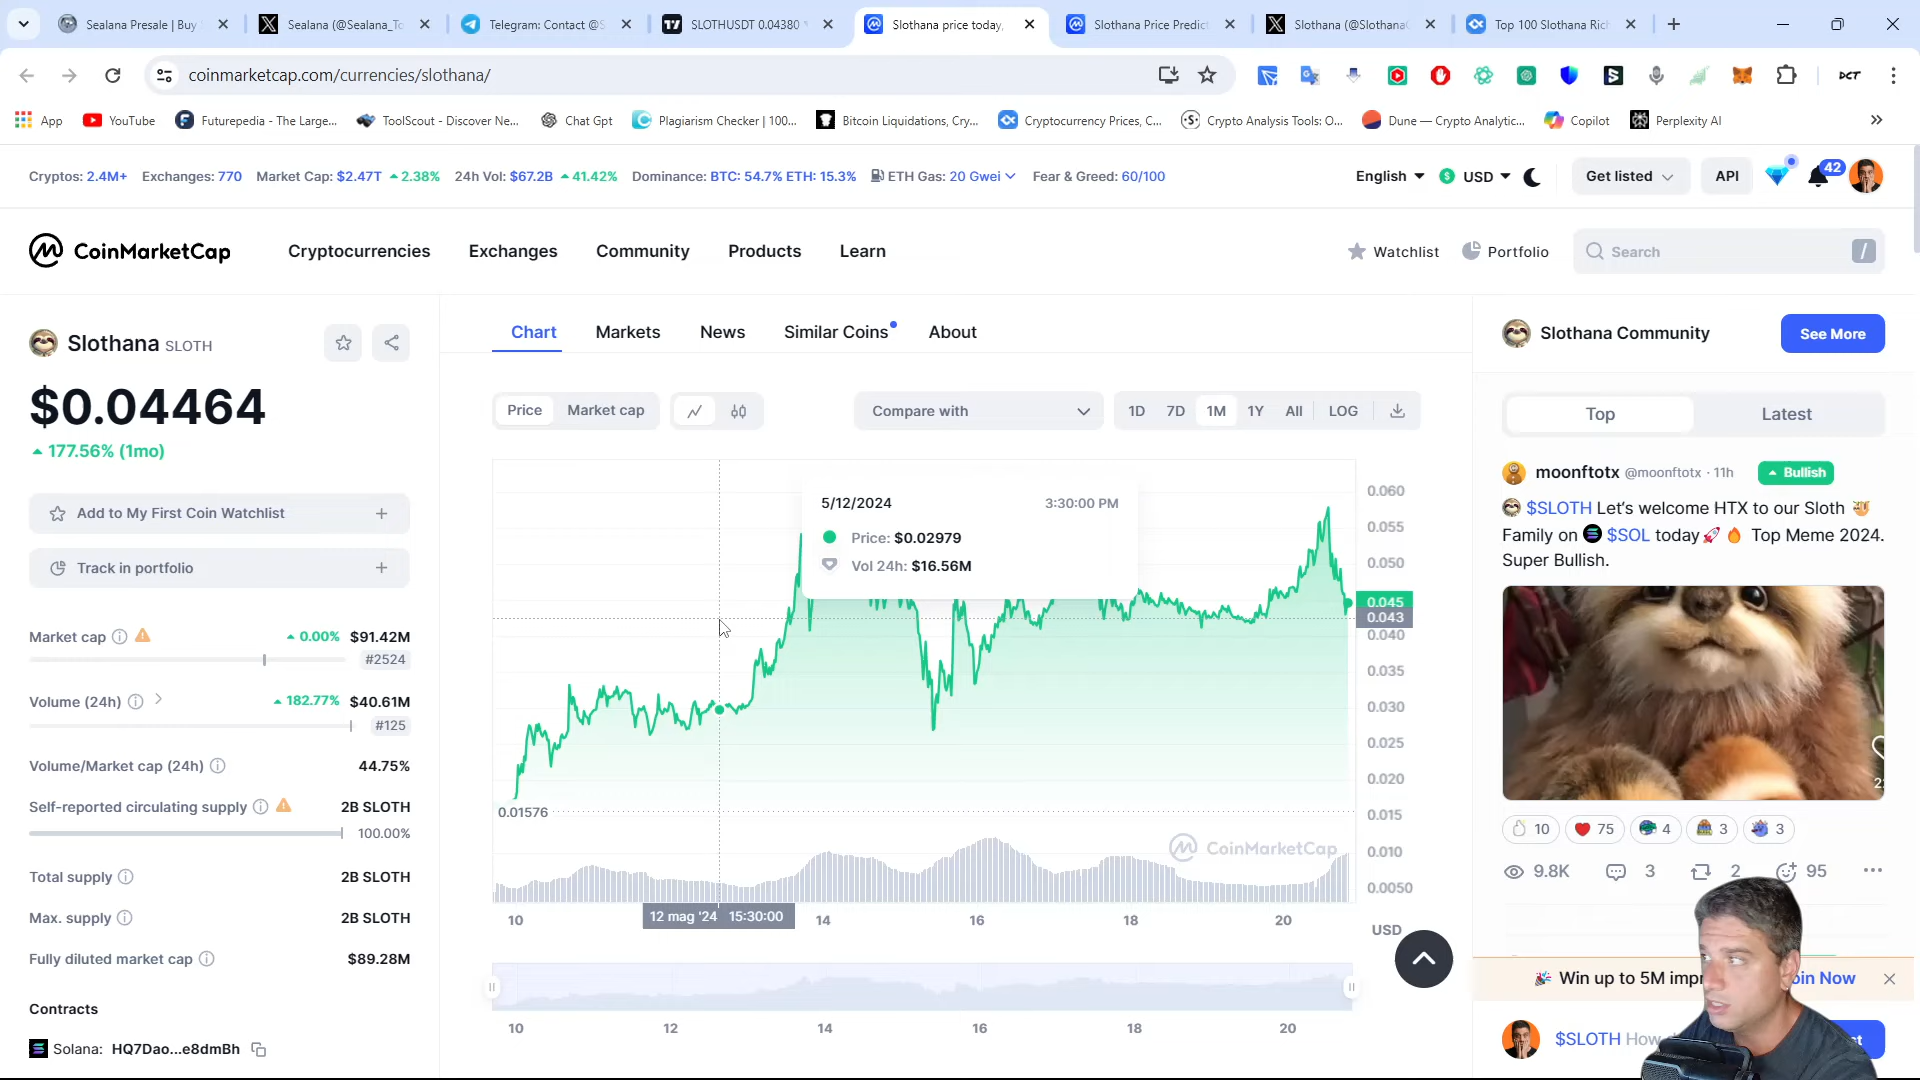 Sealana Presale | Buy
Sealana (@Sealana_To
Telegram: Contact @S
SLOTHUSDT 0.04380
Slothana price today,
Slothana Price Predict
Slothana (@Slothana
Top 100 Slothana Rich
coinmarketcap.com/currencies/slothana/
App
YouTube
Futurepedia - The Large...
ToolScout - Discover Ne...
Chat Gpt
Plagiarism Checker | 100...
Bitcoin Liquidations, Cry...
Cryptocurrency Prices, C...
Crypto Analysis Tools: O...
Dune — Crypto Analytic...
Copilot
Perplexity AI
Cryptos: 2.4M+ Exchanges: 770 Market Cap: $2.47T 2.38% 24h Vol: $67.2B 41.42% Dominance: BTC: 54.7% ETH: 15.3% ETH Gas: 20 Gwei Fear & Greed: 60/100
English
USD
Get listed
API
42
CoinMarketCap
Cryptocurrencies Exchanges Community Products Learn
Watchlist
Portfolio
Search /
Slothana SLOTH
$0.04464
177.56% (1mo)
Add to My First Coin Watchlist +
Track in portfolio +
Market cap 0.00% $91.42M
#2524
Volume (24h) 182.77% $40.61M
#125
Volume/Market cap (24h) 44.75%
Self-reported circulating supply 2B SLOTH
100.00%
Total supply 2B SLOTH
Max. supply 2B SLOTH
Fully diluted market cap $89.28M
Contracts
Solana: HQ7Dao...e8dmBh
Chart Markets News Similar Coins About
Price Market cap
Compare with
1D 7D 1M 1Y All LOG
5/12/2024 3:30:00 PM
Price: $0.02979
Vol 24h: $16.56M
0.060
0.055
0.050
0.045
0.043
0.040
0.035
0.030
0.025
0.020
0.015
0.010
0.0050
0.01576
CoinMarketCap
10 12 mag '24 15:30:00 14 16 18 20
USD
10 12 14 16 18 20
Slothana Community
See More
Top Latest
moonftotx @moonftotx · 11h Bullish
$SLOTH Let's welcome HTX to our Sloth
Family on $SOL today Top Meme 2024.
Super Bullish.
10 75 4 3 3
9.8K 3 2 95
Win up to 5M
Now
$SLOTH